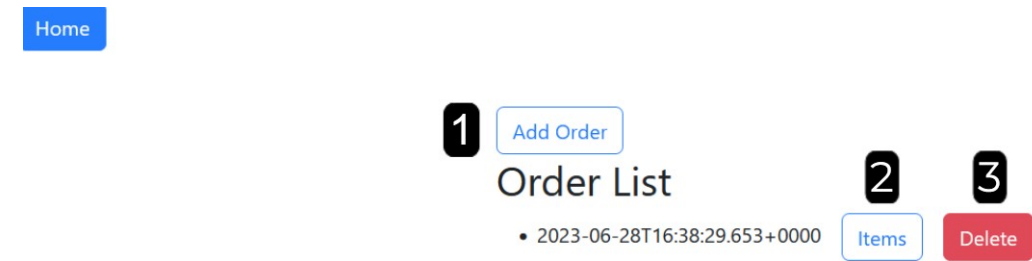 Home
1 Add Order
Order List 2 3
• 2023-06-28T16:38:29.653+0000 Items Delete